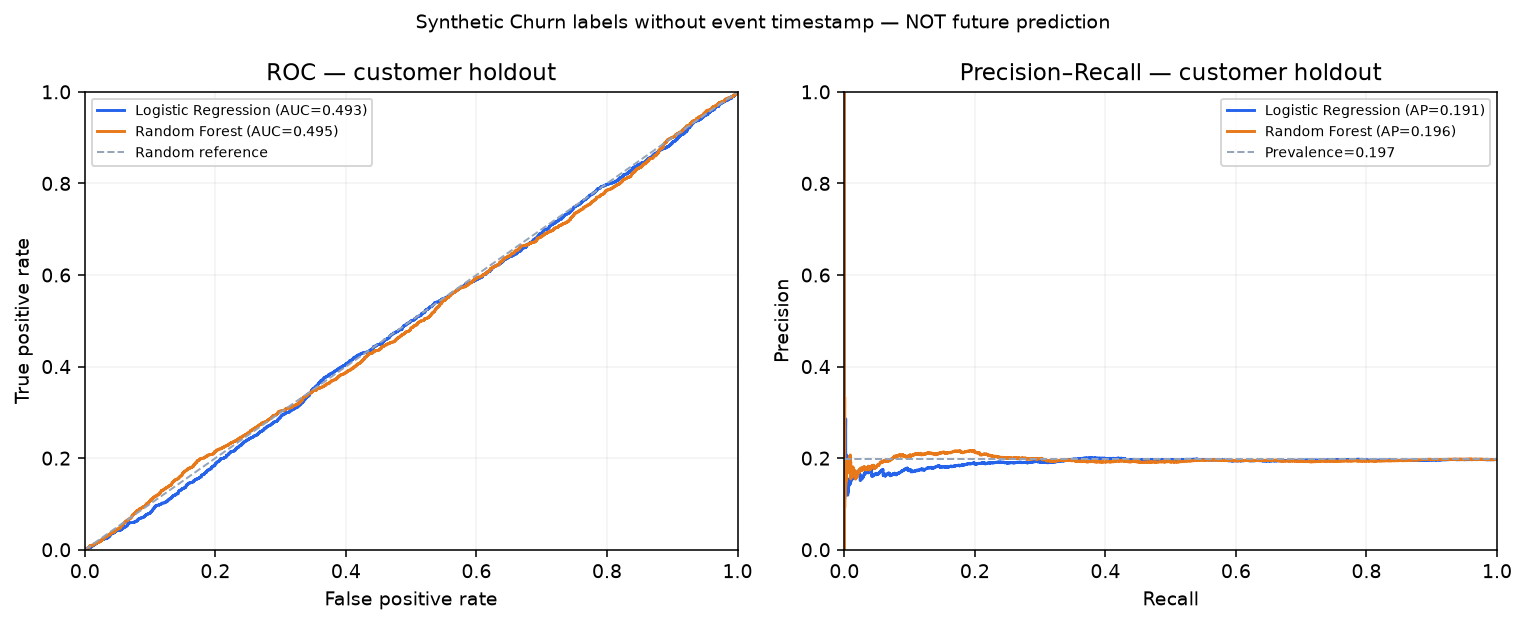 Synthetic Churn labels without event timestamp — NOT future prediction
ROC — customer holdout
Logistic Regression (AUC=0.493)
Random Forest (AUC=0.495)
Random reference
1.0
0.8
0.6
0.4
0.2
0.0
True positive rate
0.0 0.2 0.4 0.6 0.8 1.0
False positive rate
Precision–Recall — customer holdout
Logistic Regression (AP=0.191)
Random Forest (AP=0.196)
Prevalence=0.197
1.0
0.8
0.6
0.4
0.2
0.0
Precision
0.0 0.2 0.4 0.6 0.8 1.0
Recall